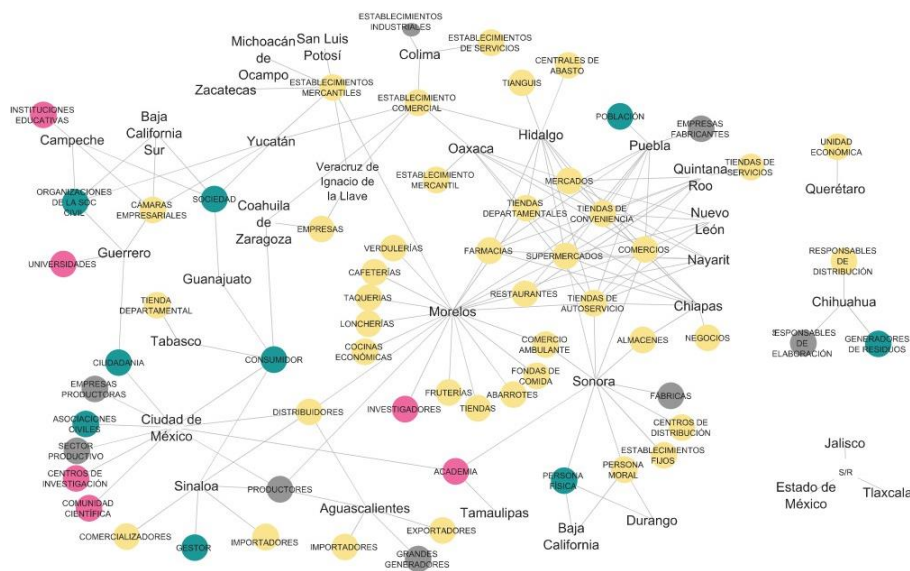 ESTABLECIMIENTOS
INDUSTRIALES
San Luis
Potosí
Michoacán
de
Ocampo
Colima
ESTABLECIMIENTOS
DE SERVICIOS
CENTRALES DE
ABASTO
Zacatecas
ESTABLECIMIENTOS
MERCANTILES
TIANGUIS
INSTITUCIONES
EDUCATIVAS
Baja
California
Sur
ESTABLECIMIENTO
COMERCIAL
POBLACIÓN
EMPRESAS
FABRICANTES
Campeche
Yucatán
Hidalgo
Puebla
UNIDAD
ECONÓMICA
Oaxaca
Veracruz de
Ignacio de la
Llave
ESTABLECIMIENTO
MERCANTIL
MERCADOS
Quintana
Roo
TIENDAS DE
SERVICIOS
Querétaro
ORGANIZACIONES
DE LA SOC
CIVIL
CÁMARAS
EMPRESARIALES
SOCIEDAD
Coahuila
de
Zaragoza
EMPRESAS
TIENDAS
DEPARTAMENTALES
TIENDAS DE
CONVENIENCIA
Nuevo
León
Guerrero
VERDULERÍAS
FARMACIAS
SUPERMERCADOS
COMERCIOS
Nayarit
RESPONSABLES
DE
DISTRIBUCIÓN
UNIVERSIDADES
Guanajuato
CAFETERÍAS
TAQUERIAS
RESTAURANTES
TIENDAS DE
AUTOSERVICIO
Chiapas
Chihuahua
TIENDA
DEPARTAMENTAL
LONCHERÍAS
Morelos
Tabasco
COCINAS
ECONÓMICAS
COMERCIO
AMBULANTE
ALMACENES
NEGOCIOS
RESPONSABLES
DE
ELABORACIÓN
GENERADORES
DE RESIDUOS
CIUDADANIA
CONSUMIDOR
FONDAS DE
COMIDA
Sonora
EMPRESAS
PRODUCTORAS
FRUTERÍAS
TIENDAS
ABARROTES
FABRICAS
ASOCIACIONES
CIVILES
Ciudad de
México
DISTRIBUIDORES
INVESTIGADORES
CENTROS DE
DISTRIBUCIÓN
SECTOR
PRODUCTIVO
ESTABLECIMIENTOS
FIJOS
Jalisco
CENTROS DE
INVESTIGACIÓN
ACADEMIA
PERSONA
FÍSICA
PERSONA
MORAL
S/R
Sinaloa
PRODUCTORES
Estado de
México
Tlaxcala
COMUNIDAD
CIENTÍFICA
Aguascalientes
Tamaulipas
Baja
California
Durango
COMERCIALIZADORES
GESTOR
IMPORTADORES
IMPORTADORES
EXPORTADORES
GRANDES
GENERADORES